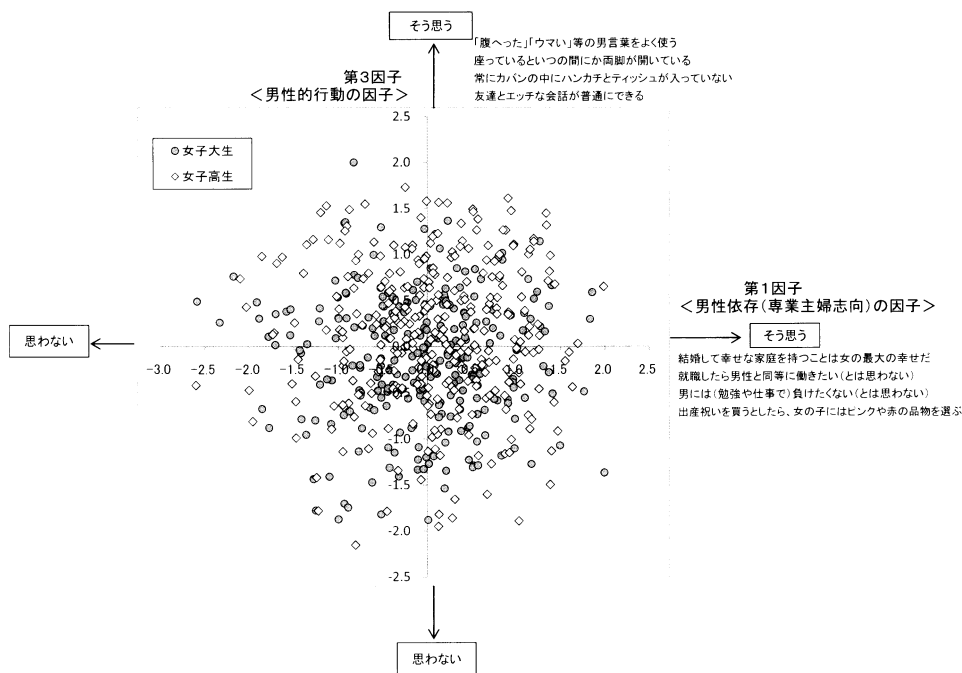 そう思う
「腹へった」「ウマい」等の男言葉をよく使う
座っているといつの間にか両脚が開いている
常にカバンの中にハンカチとティッシュが入っていない
友達とエッチな会話が普通にできる
第3因子
＜男性的行動の因子＞
女子大生
女子高生
2.5
2.0
1.5
1.0
0.5
0.0
-0.5
-1.0
-1.5
-2.0
-2.5
思わない
-3.0 -2.5 -2.0 -1.5 -1.0 -0.5 0.0 0.5 1.0 1.5 2.0 2.5
第1因子
＜男性依存(専業主婦志向)の因子＞
そう思う
結婚して幸せな家庭を持つことは女の最大の幸せだ
就職したら男性と同等に働きたい(とは思わない)
男には(勉強や仕事で)負けたくない(とは思わない)
出産祝いを買うとしたら、女の子にはピンクや赤の品物を選ぶ
思わない